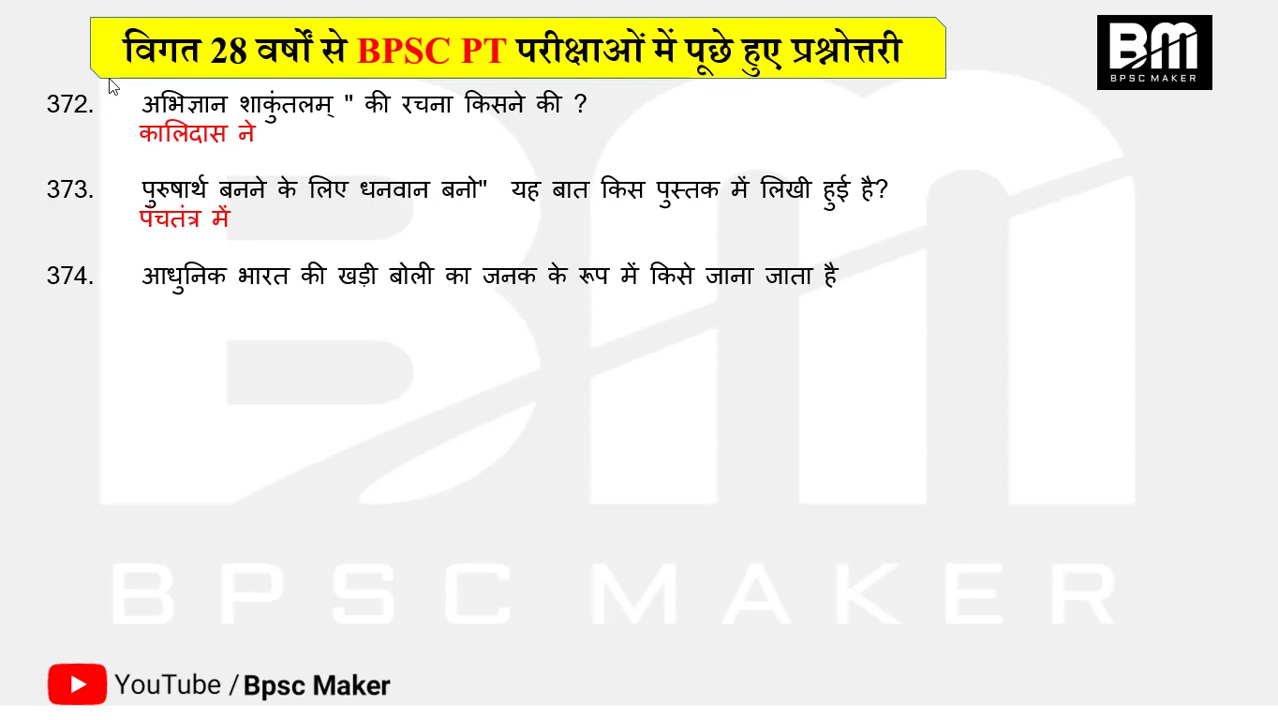 विगत 28 वर्षों से BPSC PT परीक्षाओं में पूछे हुए प्रश्नोत्तरी
BM
BPSC MAKER
372. अभिज्ञान शाकुंतलम् " की रचना किसने की ?
कालिदास ने
373. पुरुषार्थ बनने के लिए धनवान बनो" यह बात किस पुस्तक में लिखी हुई है?
पंचतंत्र में
374. आधुनिक भारत की खड़ी बोली का जनक के रूप में किसे जाना जाता है
BM
BPSC MAKER
YouTube / Bpsc Maker